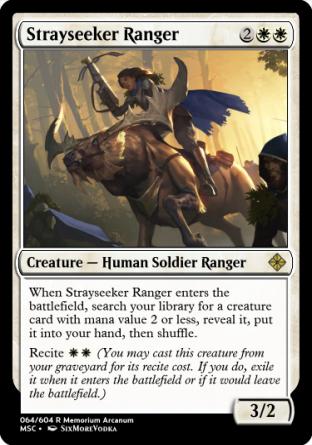 Strayseeker Ranger 2
Creature — Human Soldier Ranger
When Strayseeker Ranger enters the
battlefield, search your library for a creature
card with mana value 2 or less, reveal it, put
it into your hand, then shuffle.
Recite (You may cast this creature from
your graveyard for its recite cost. If you do, exile
it when it enters the battlefield or if it would leave
the battlefield.)
3/2
064/604 R Memorium Arcanum
MSC • SixMoreVodka